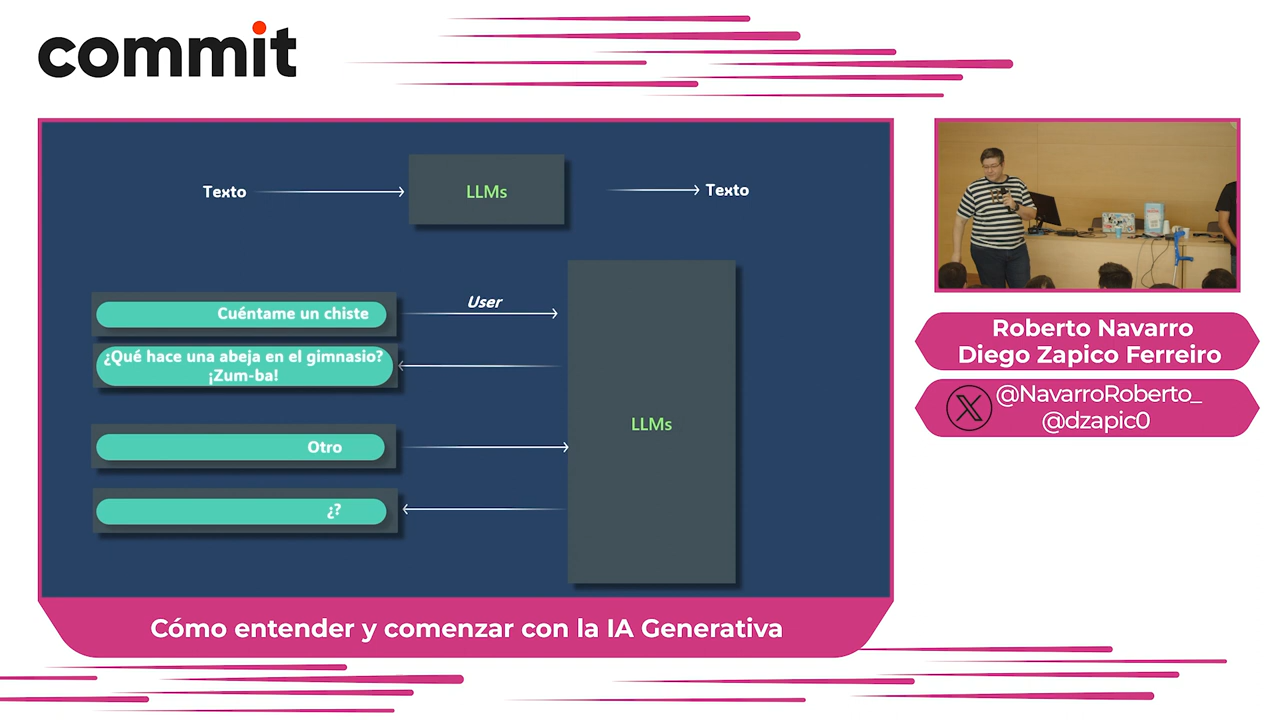 commit
Texto
LLMs
Texto
Cuéntame un chiste
User
¿Qué hace una abeja en el gimnasio?
¡Zum-ba!
LLMs
Otro
¿?
Cómo entender y comenzar con la IA Generativa
Roberto Navarro
Diego Zapico Ferreiro
@NavarroRoberto_
@dzapic0